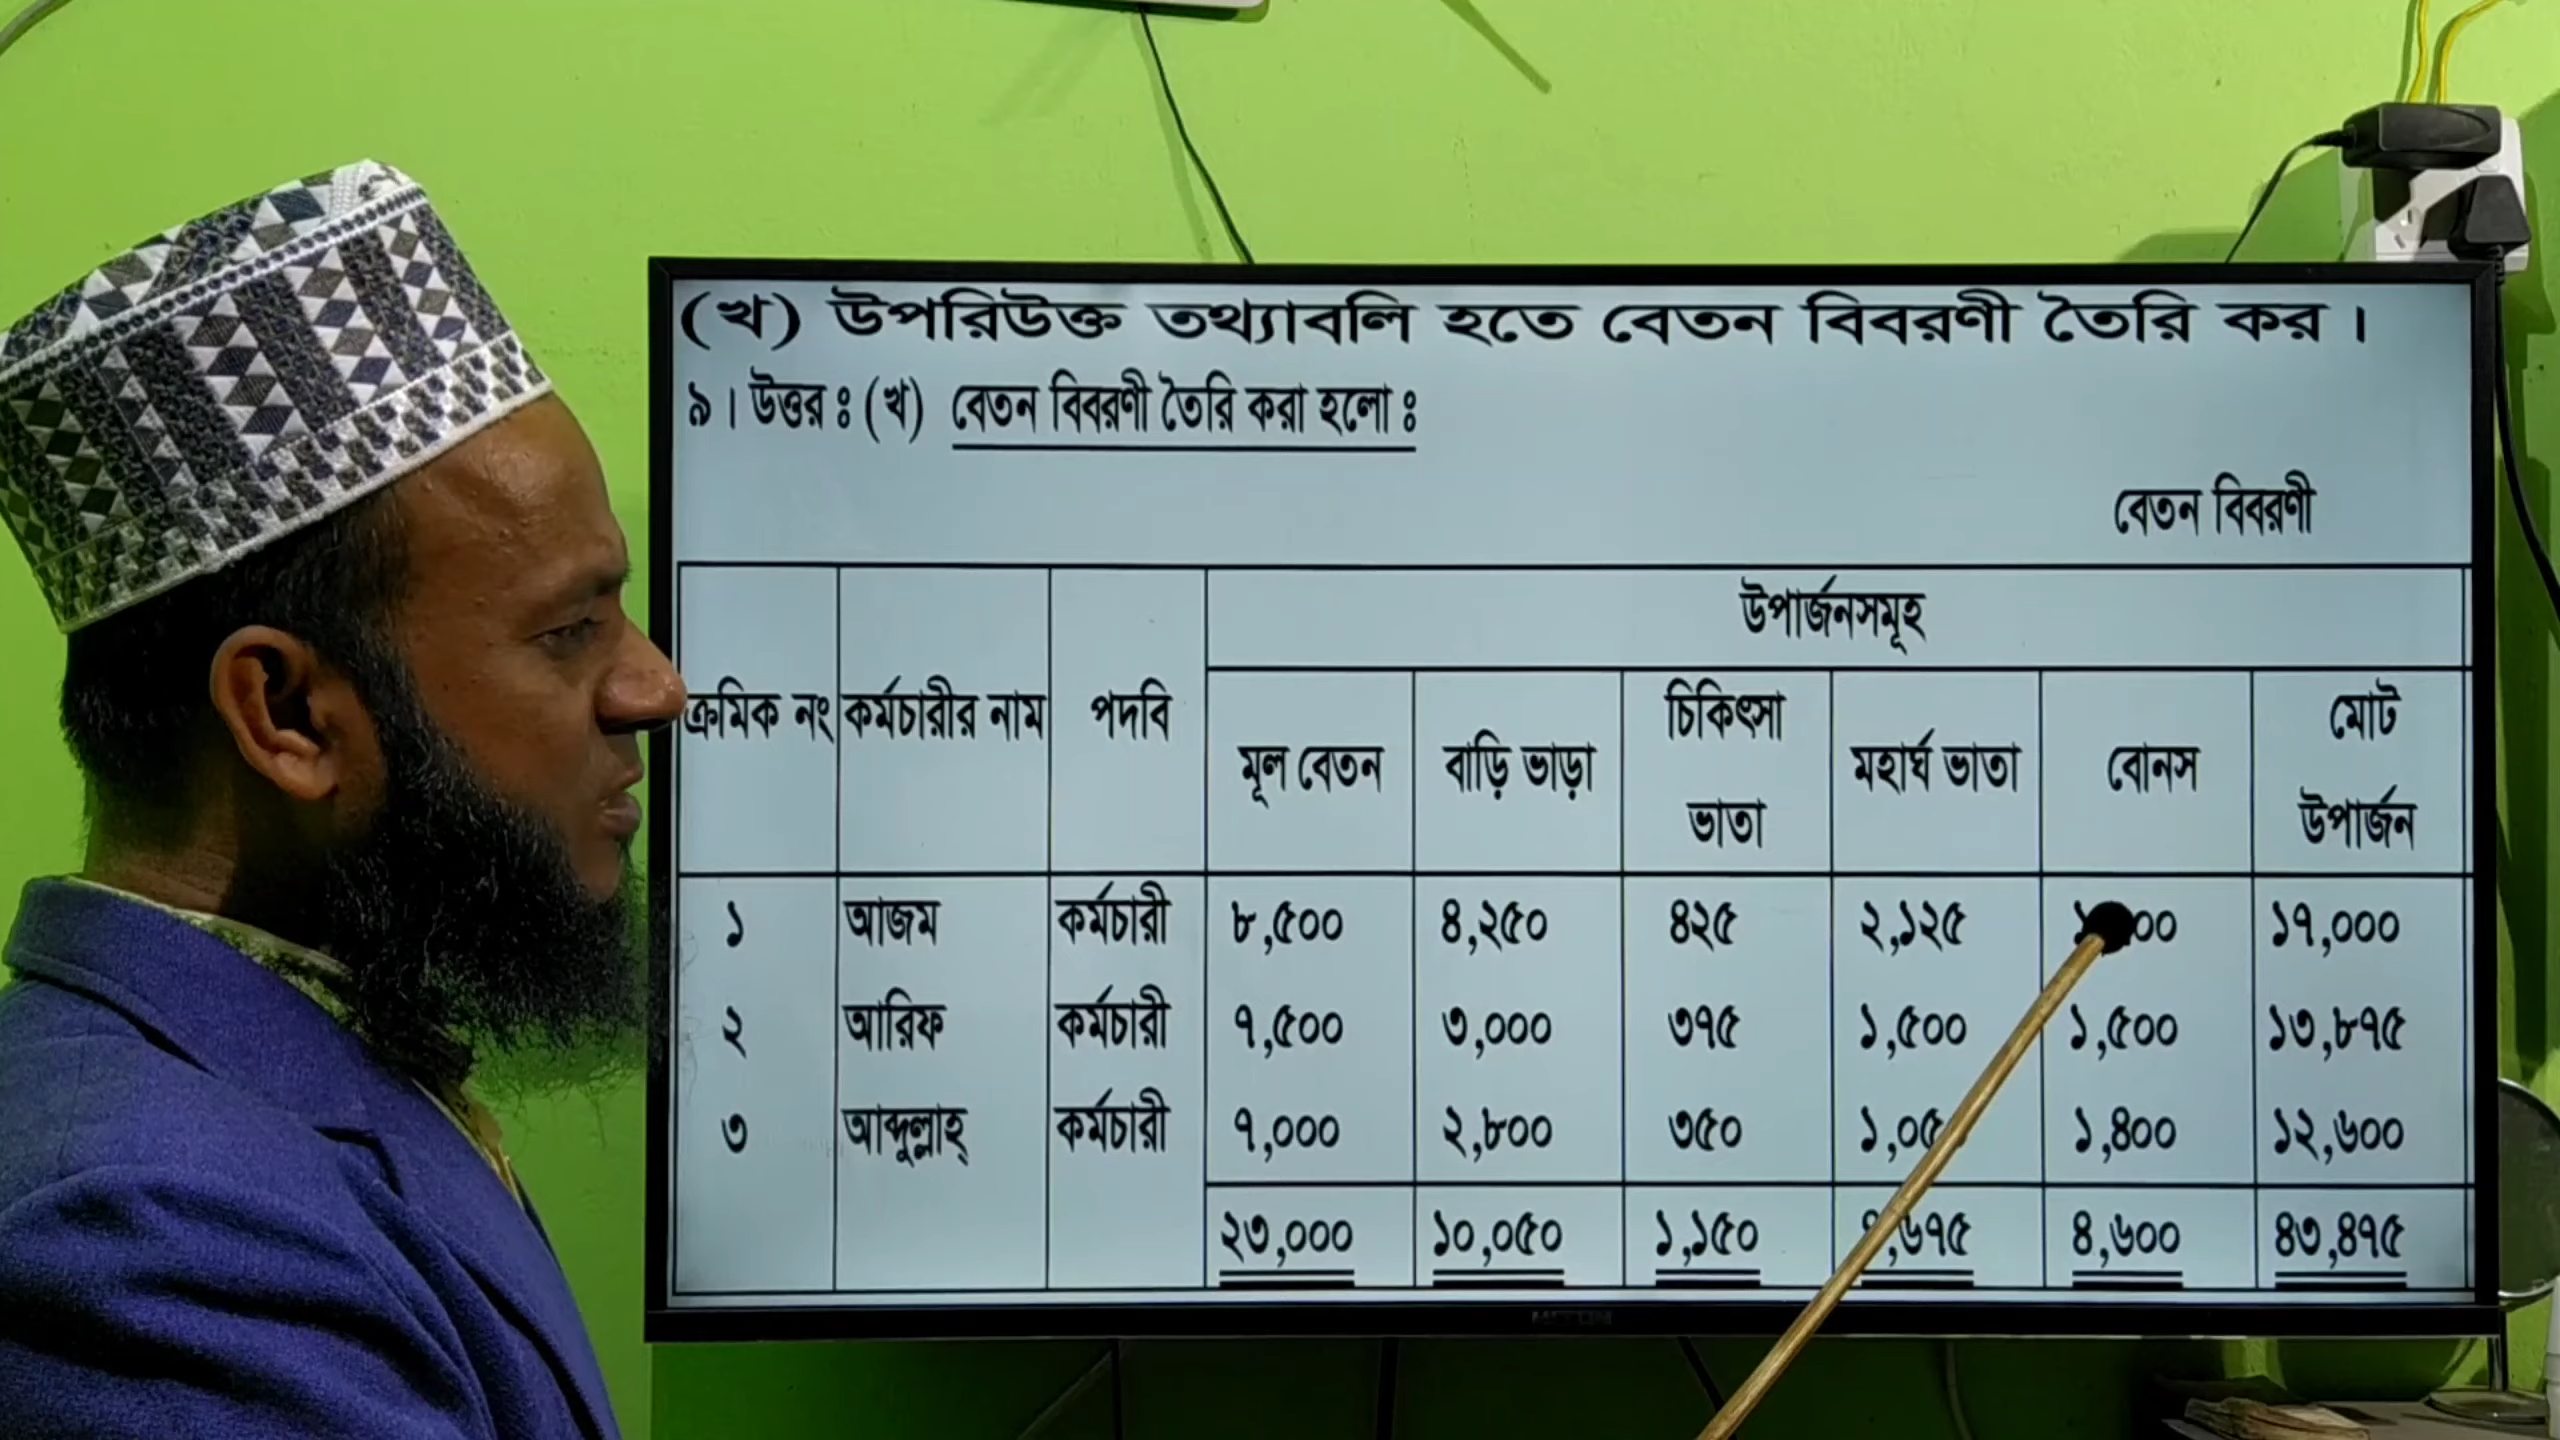 (খ) উপরিউক্ত তথ্যাবলি হতে বেতন বিবরণী তৈরি কর।
৯। উত্তর ঃ (খ) বেতন বিবরণী তৈরি করা হলো ঃ
বেতন বিবরণী
উপার্জনসমূহ
ক্রমিক নং কর্মচারীর নাম পদবি মূল বেতন বাড়ি ভাড়া চিকিৎসা ভাতা মহার্ঘ ভাতা বোনস মোট উপার্জন
১ আজম কর্মচারী ৮,৫০০ ৪,২৫০ ৪২৫ ২,১২৫ ১৭,০০০
২ আরিফ কর্মচারী ৭,৫০০ ৩,০০০ ৩৭৫ ১,৫০০ ১,৫০০ ১৩,৮৭৫
৩ আব্দুল্লাহ্ কর্মচারী ৭,০০০ ২,৮০০ ৩৫০ ১,৪০০ ১২,৬০০
২৩,০০০ ১০,০৫০ ১,১৫০ ৪,৬০০ ৪৩,৪৭৫